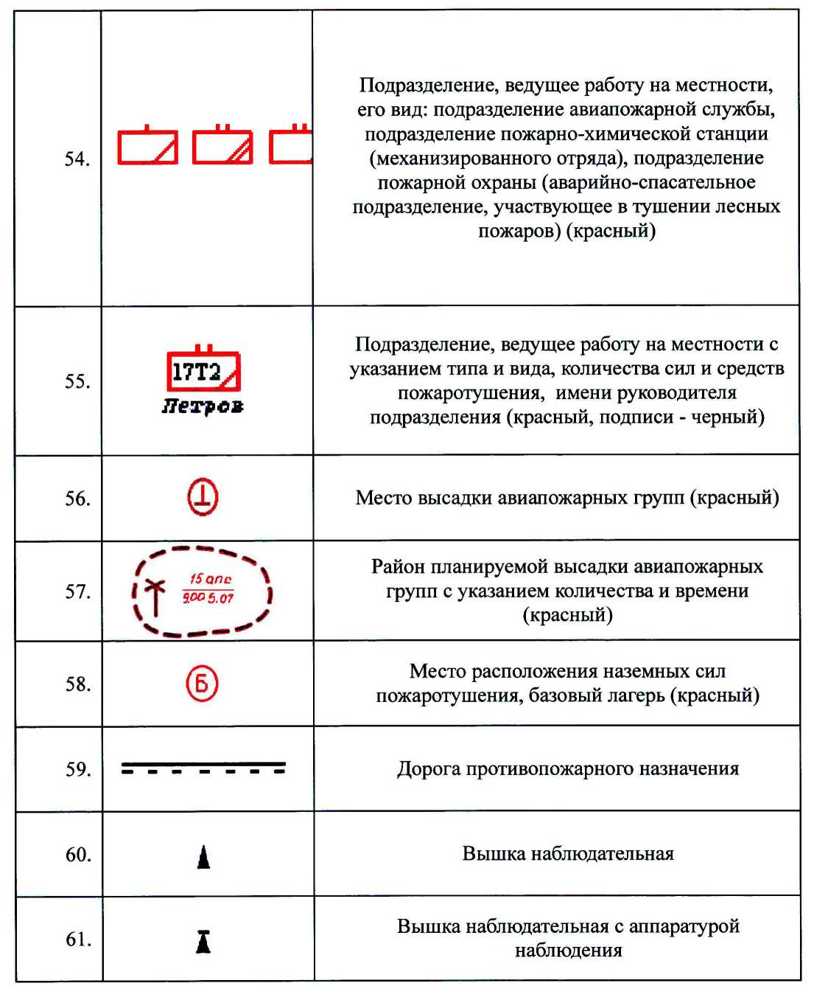 54.
Подразделение, ведущее работу на местности,
его вид: подразделение авиапожарной службы,
подразделение пожарно-химической станции
(механизированного отряда), подразделение
пожарной охраны (аварийно-спасательное
подразделение, участвующее в тушении лесных
пожаров) (красный)
55.
17Т2
Петров
Подразделение, ведущее работу на местности с
указанием типа и вида, количества сил и средств
пожаротушения, имени руководителя
подразделения (красный, подписи - черный)
56.
Место высадки авиапожарных групп (красный)
57.
15 апс
9.00 5.07
Район планируемой высадки авиапожарных
групп с указанием количества и времени
(красный)
58.
Б
Место расположения наземных сил
пожаротушения, базовый лагерь (красный)
59.
Дорога противопожарного назначения
60.
Вышка наблюдательная
61.
Вышка наблюдательная с аппаратурой
наблюдения